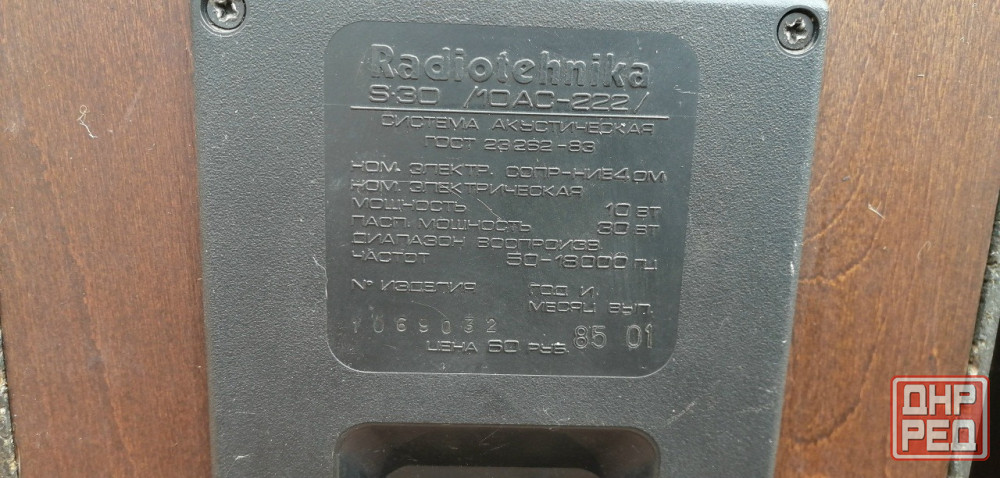 Radiotehnika
S-30 /10АС-222/
СИСТЕМА АКУСТИЧЕСКАЯ
ГОСТ 23262-83
НОМ. ЭЛЕКТР. СОПР-НИЕ 4 ОМ
НОМ. ЭЛЕКТРИЧЕСКАЯ
МОЩНОСТЬ 10 ВТ
ПАСП. МОЩНОСТЬ 30 ВТ
ДИАПАЗОН ВОСПРОИЗВ.
ЧАСТОТ 50-18000 ГЦ
№ ИЗДЕЛИЯ ГОД И
МЕСЯЦ ВЫП.
1069032 85 01
ЦЕНА 60 РУБ.
ДНР
РЕД